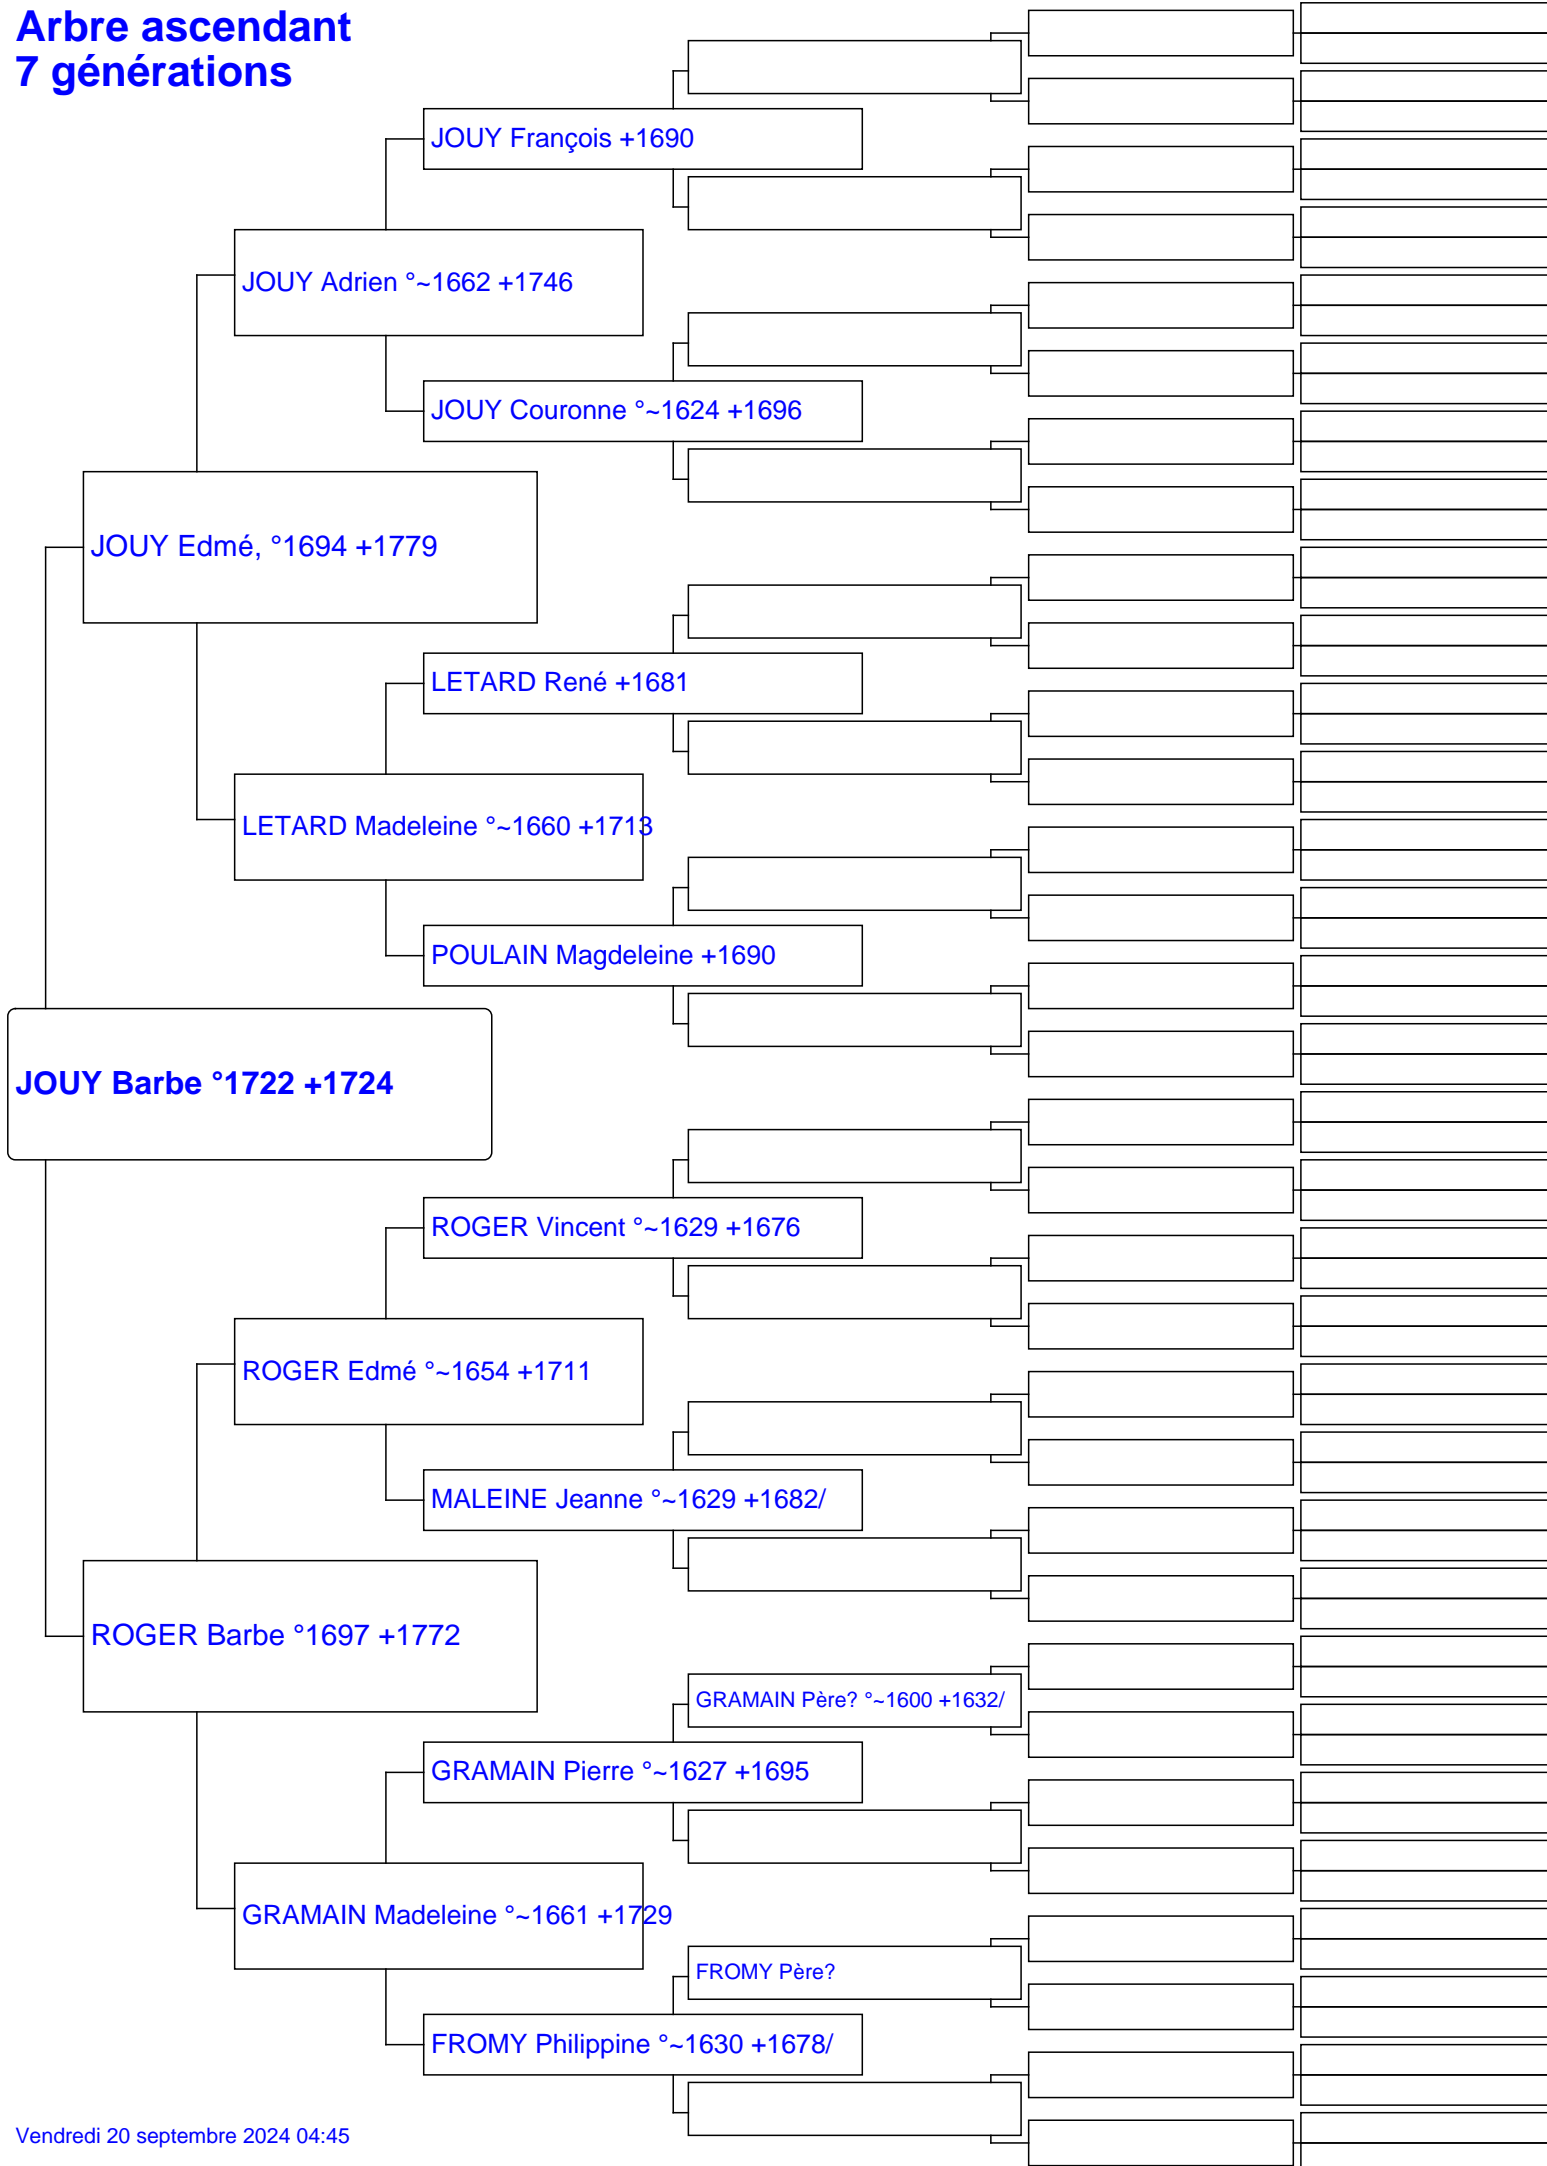 Arbre ascendant
7 générations
JOUY François +1690
JOUY Adrien °~1662 +1746
JOUY Couronne °~1624 +1696
JOUY Edmé, °1694 +1779
LETARD René +1681
LETARD Madeleine °~1660 +1713
POULAIN Magdeleine +1690
JOUY Barbe °1722 +1724
ROGER Vincent °~1629 +1676
ROGER Edmé °~1654 +1711
MALEINE Jeanne °~1629 +1682/
ROGER Barbe °1697 +1772
GRAMAIN Père? °~1600 +1632/
GRAMAIN Pierre °~1627 +1695
GRAMAIN Madeleine °~1661 +1729
FROMY Père?
FROMY Philippine °~1630 +1678/
Vendredi 20 septembre 2024 04:45